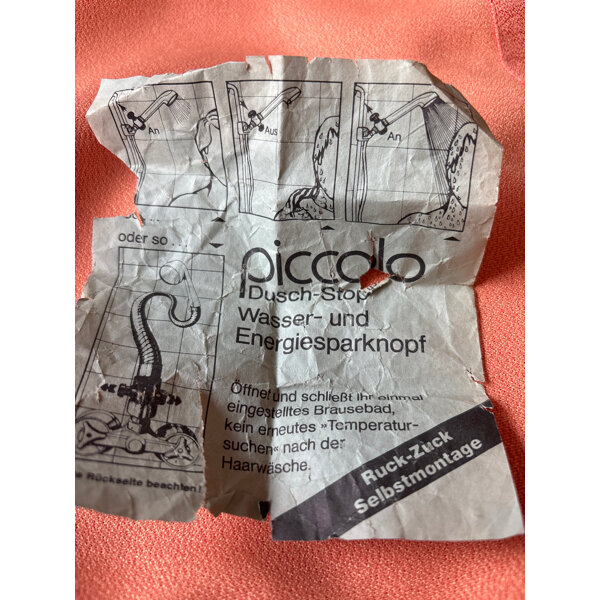 An
Aus
An
oder so ...
piccolo
Dusch-Stop
Wasser- und
Energiesparknopf
Öffnet und schließt Ihr einmal
eingestelltes Brausebad,
kein erneutes »Temperatur-
suchen« nach der
Haarwäsche.
Ruck-Zuck
Selbstmontage
Rückseite beachten!